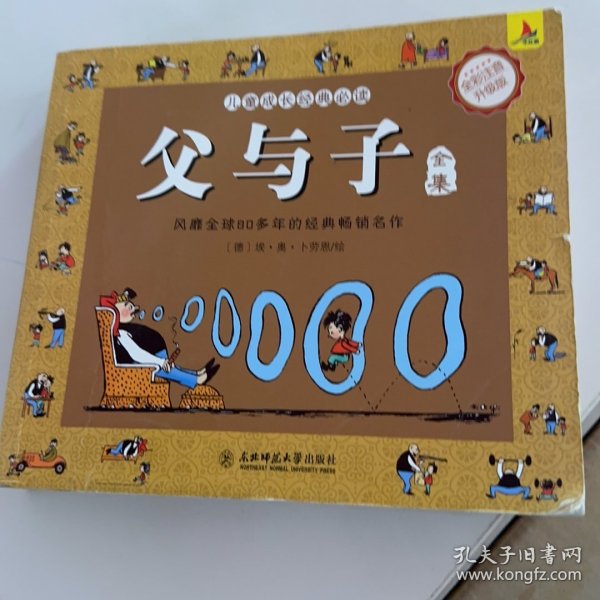 儿童成长经典必读
全彩注音
升级版
父与子
全集
风靡全球80多年的经典畅销名作
〔德〕埃·奥·卜劳恩/绘
东北师范大学出版社
NORTHEAST NORMAL UNIVERSITY PRESS
孔夫子旧书网
www.kongfz.com